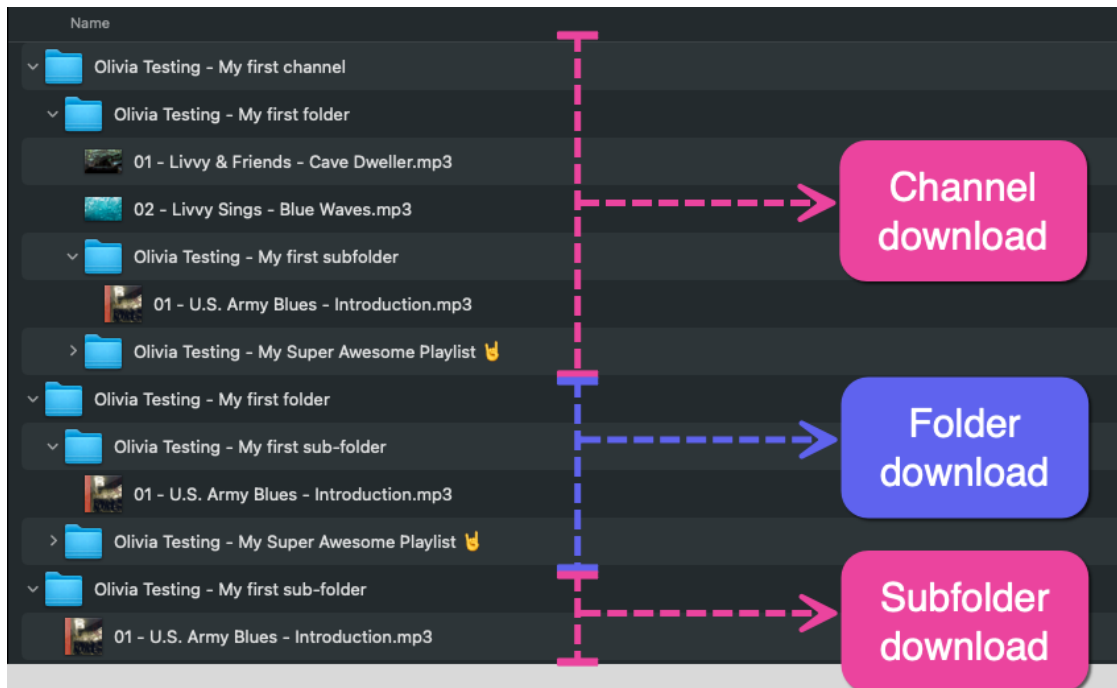 Name
Olivia Testing - My first channel
Olivia Testing - My first folder
01 - Livvy & Friends - Cave Dweller.mp3
02 - Livvy Sings - Blue Waves.mp3
Olivia Testing - My first subfolder
01 - U.S. Army Blues - Introduction.mp3
Olivia Testing - My Super Awesome Playlist 🤘
Channel
download
Olivia Testing - My first folder
Olivia Testing - My first sub-folder
01 - U.S. Army Blues - Introduction.mp3
Olivia Testing - My Super Awesome Playlist 🤘
Folder
download
Olivia Testing - My first sub-folder
01 - U.S. Army Blues - Introduction.mp3
Subfolder
download